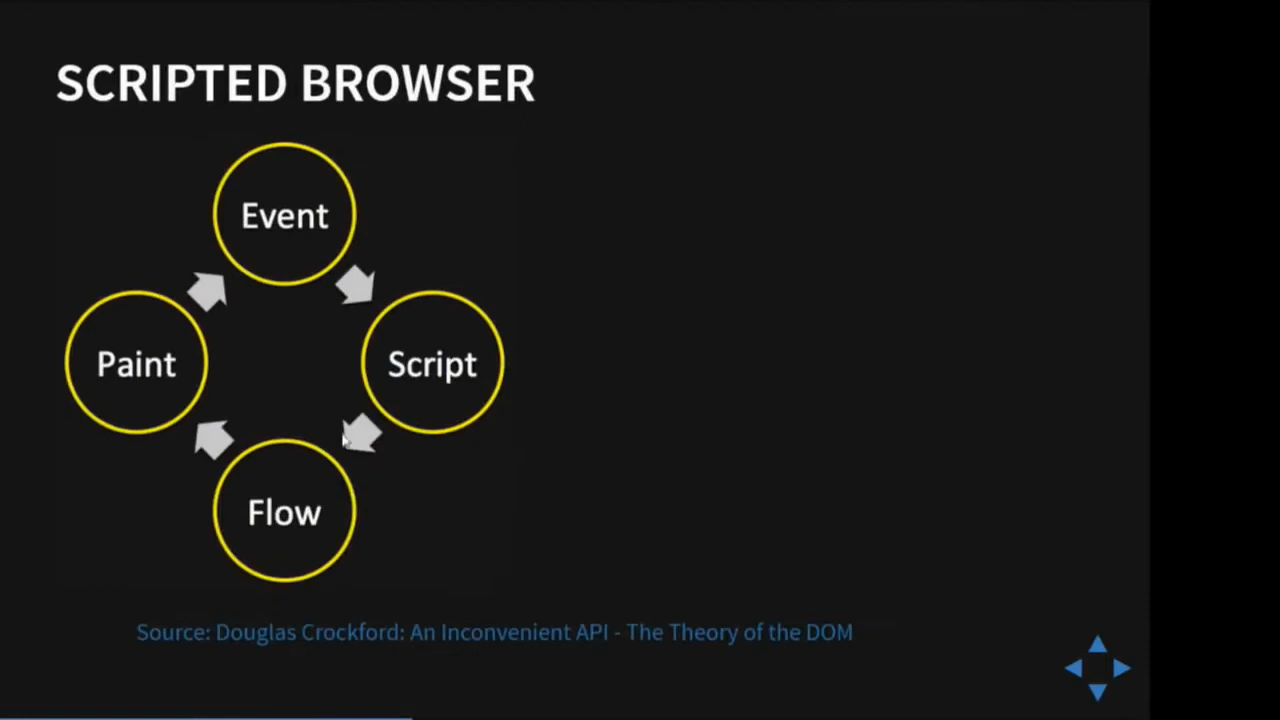 SCRIPTED BROWSER
Event
Paint
Script
Flow
Source: Douglas Crockford: An Inconvenient API - The Theory of the DOM